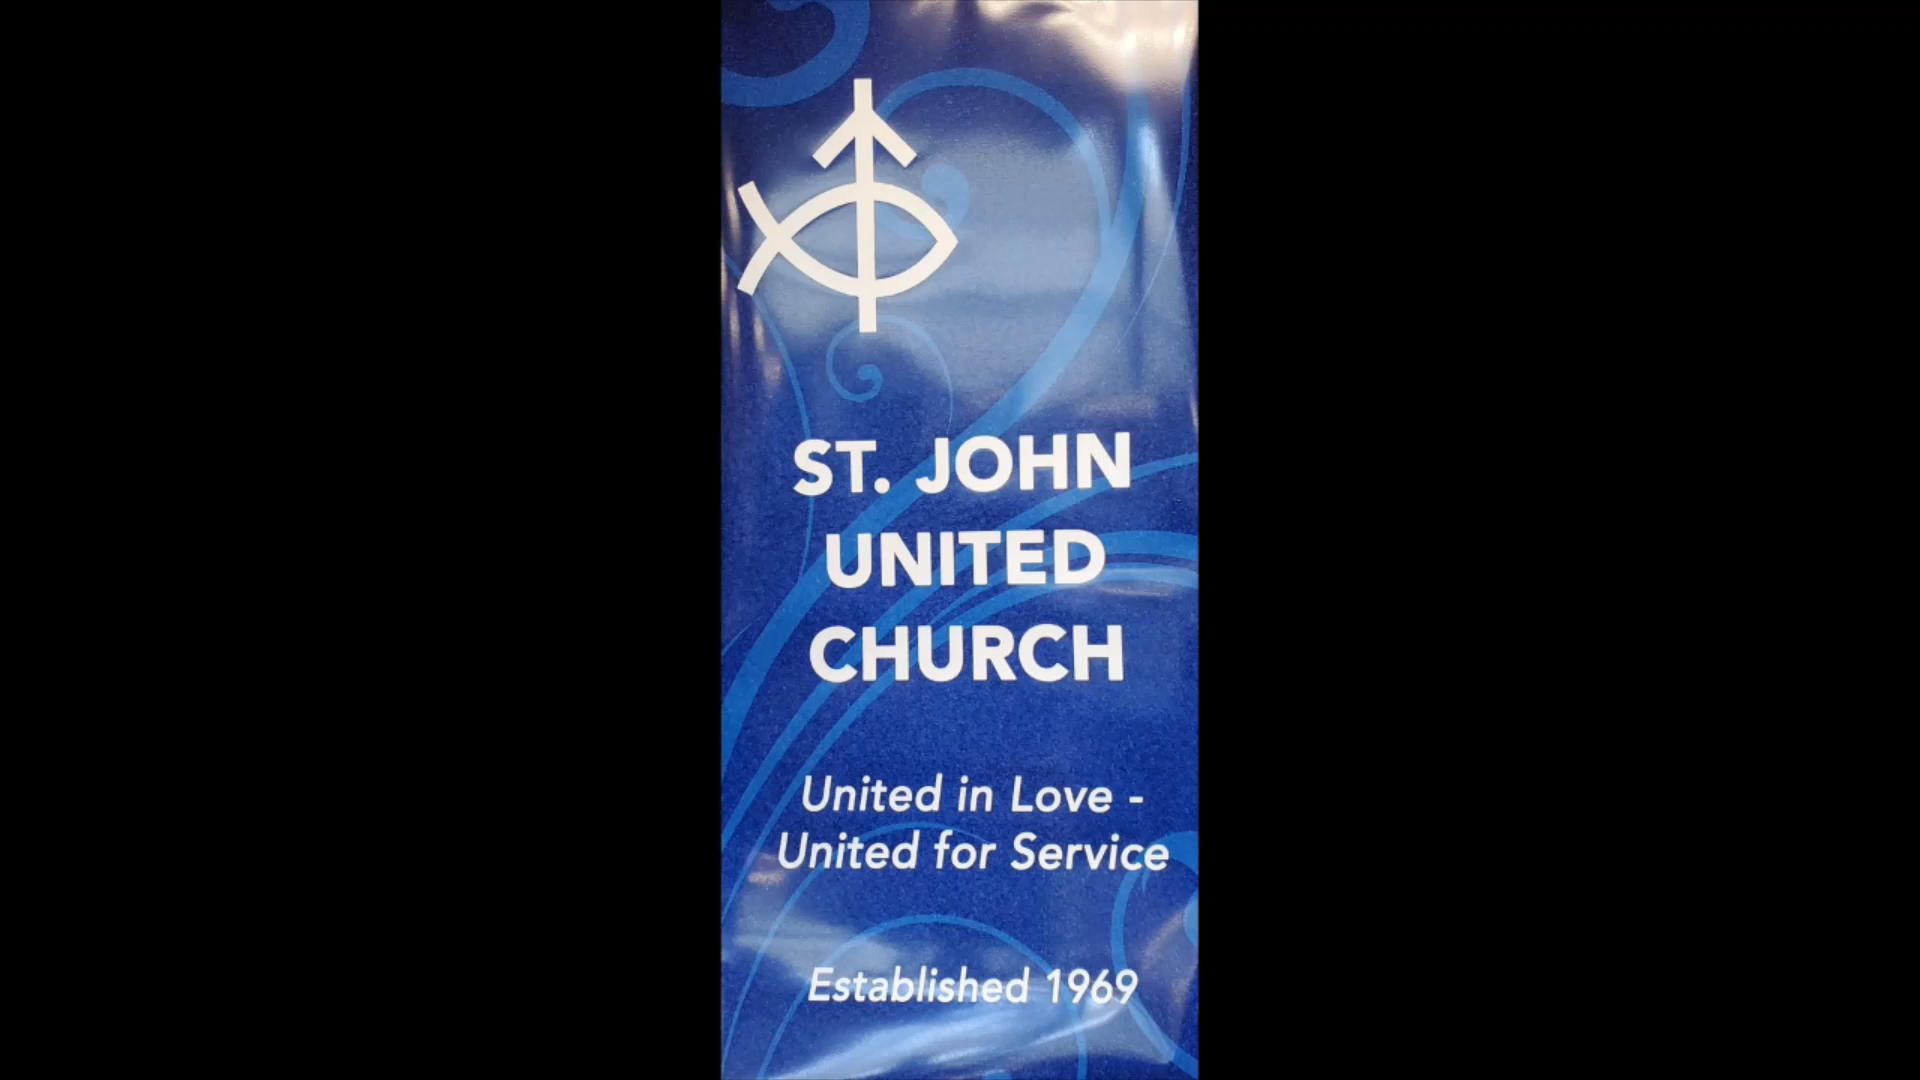 ST. JOHN
UNITED
CHURCH
United in Love -
United for Service
Established 1969